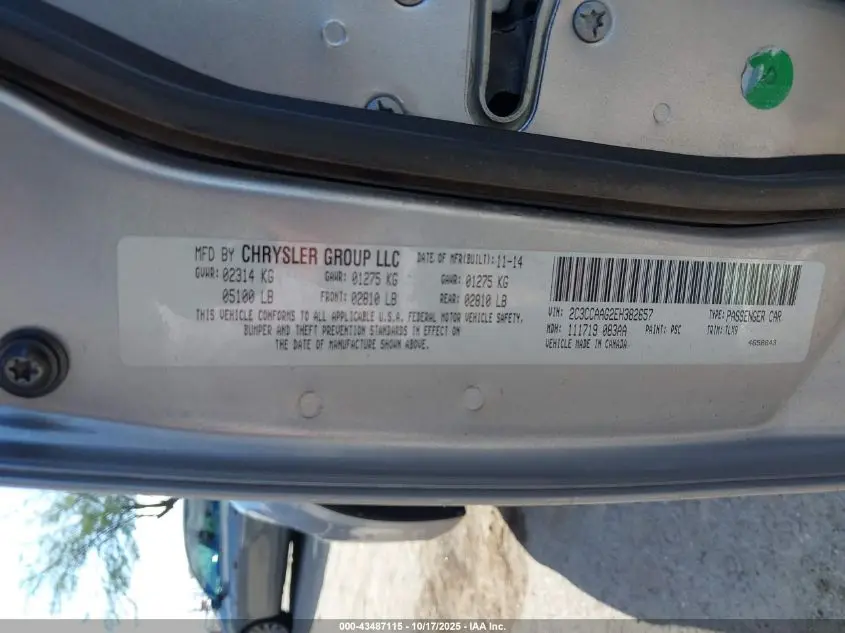 MFD BY CHRYSLER GROUP LLC DATE OF MFR(BUILT): 11-14
GVWR: 02314 KG GAWR: 01275 KG GAWR: 01275 KG
05100 LB FRONT: 02810 LB REAR: 02810 LB
THIS VEHICLE CONFORMS TO ALL APPLICABLE U.S.A. FEDERAL MOTOR VEHICLE SAFETY,
BUMPER AND THEFT PREVENTION STANDARDS IN EFFECT ON
THE DATE OF MANUFACTURE SHOWN ABOVE.
VIN: 2C3CCAAG2EH382657 TYPE: PASSENGER CAR
MDH: 111719 083AA PAINT: PSC TRIM: TLX9
VEHICLE MADE IN CANADA 4658843
000-43487115 - 10/17/2025 - IAA Inc.